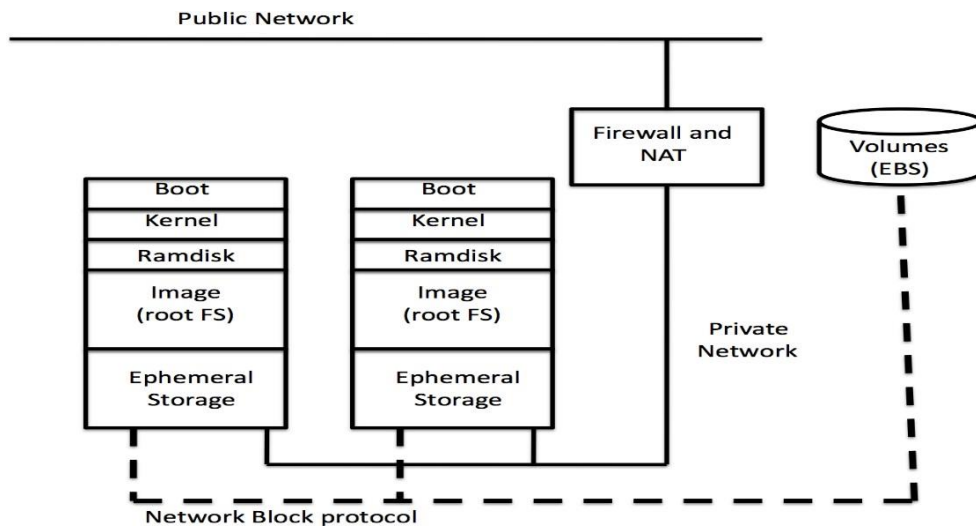 Public Network
Firewall and
NAT
Volumes
(EBS)
Boot
Kernel
Ramdisk
Image
(root FS)
Ephemeral
Storage
Boot
Kernel
Ramdisk
Image
(root FS)
Ephemeral
Storage
Private
Network
Network Block protocol